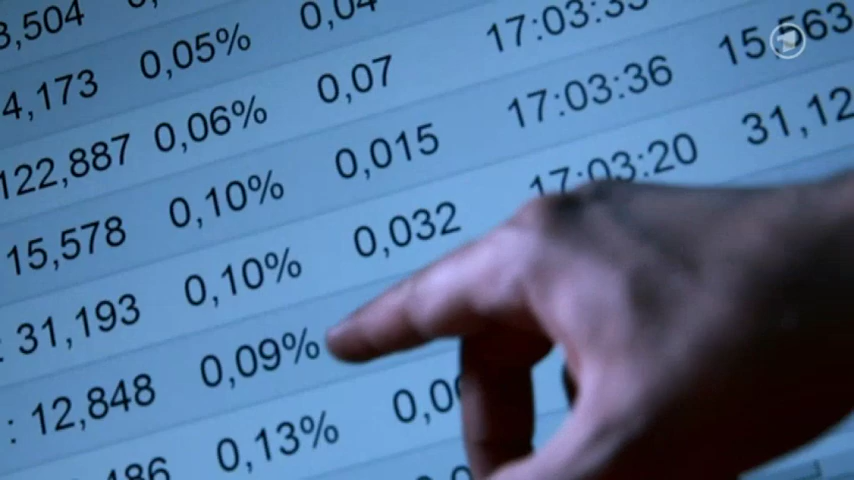 3,504
4,173 0,05% 0,04
122,887 0,06% 0,07
15,578 0,10% 0,015 17:03:36 15,563
: 31,193 0,10% 0,032 17:03:20 31,12
: 12,848 0,09%
0,13%